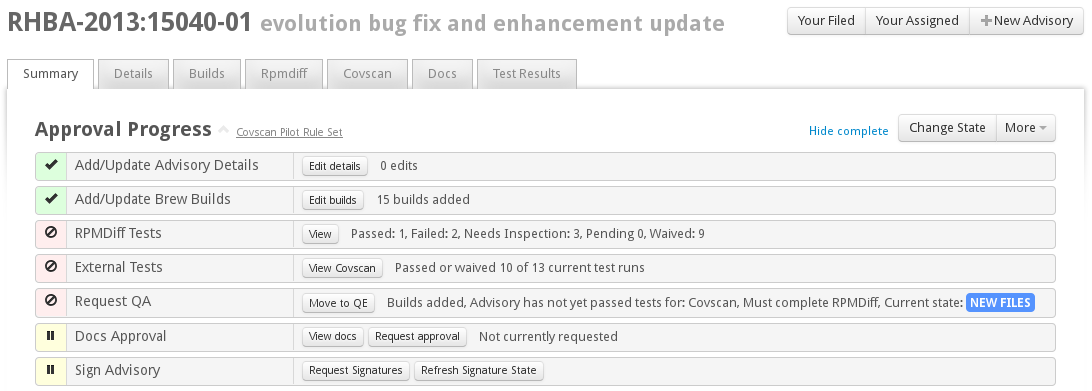 RHBA-2013:15040-01 evolution bug fix and enhancement update Your Filed Your Assigned New Advisory
Summary Details Builds Rpmdiff Covscan Docs Test Results
Approval Progress Covscan Pilot Rule Set Hide complete Change State More
Add/Update Advisory Details Edit details 0 edits
Add/Update Brew Builds Edit builds 15 builds added
RPMDiff Tests View Passed: 1, Failed: 2, Needs Inspection: 3, Pending 0, Waived: 9
External Tests View Covscan Passed or waived 10 of 13 current test runs
Request QA Move to QE Builds added, Advisory has not yet passed tests for: Covscan, Must complete RPMDiff, Current state: NEW FILES
Docs Approval View docs Request approval Not currently requested
Sign Advisory Request Signatures Refresh Signature State